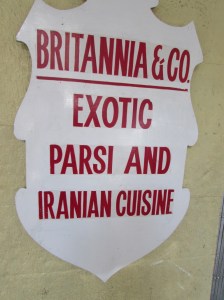 BRITANNIA & CO.
EXOTIC
PARSI AND
IRANIAN CUISINE